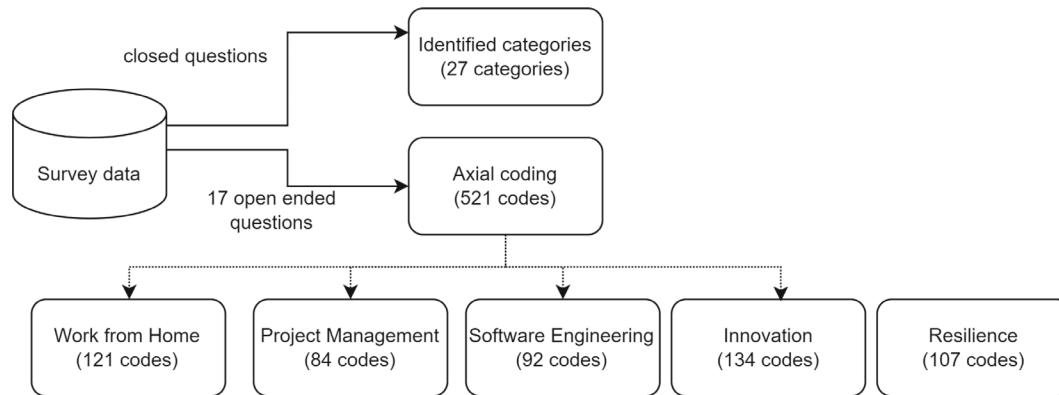 closed questions
Identified categories
(27 categories)
Survey data
17 open ended
questions
Axial coding
(521 codes)
Work from Home
(121 codes)
Project Management
(84 codes)
Software Engineering
(92 codes)
Innovation
(134 codes)
Resilience
(107 codes)